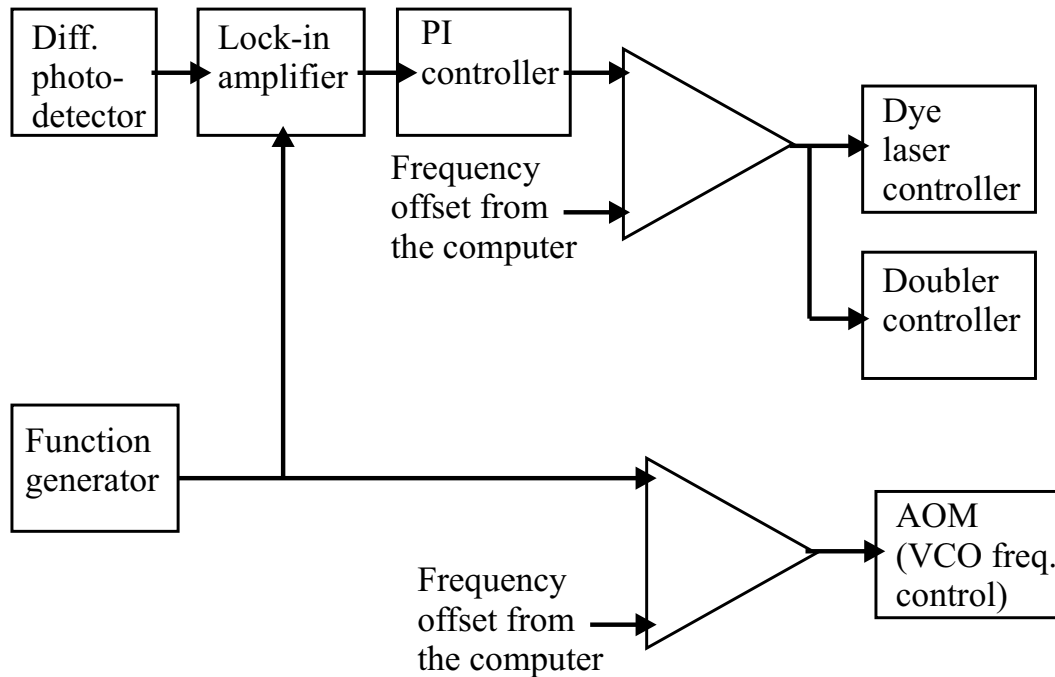 Diff.
photo-
detector
Lock-in
amplifier
PI
controller
Frequency
offset from
the computer
Dye
laser
controller
Doubler
controller
Function
generator
Frequency
offset from
the computer
AOM
(VCO freq.
control)